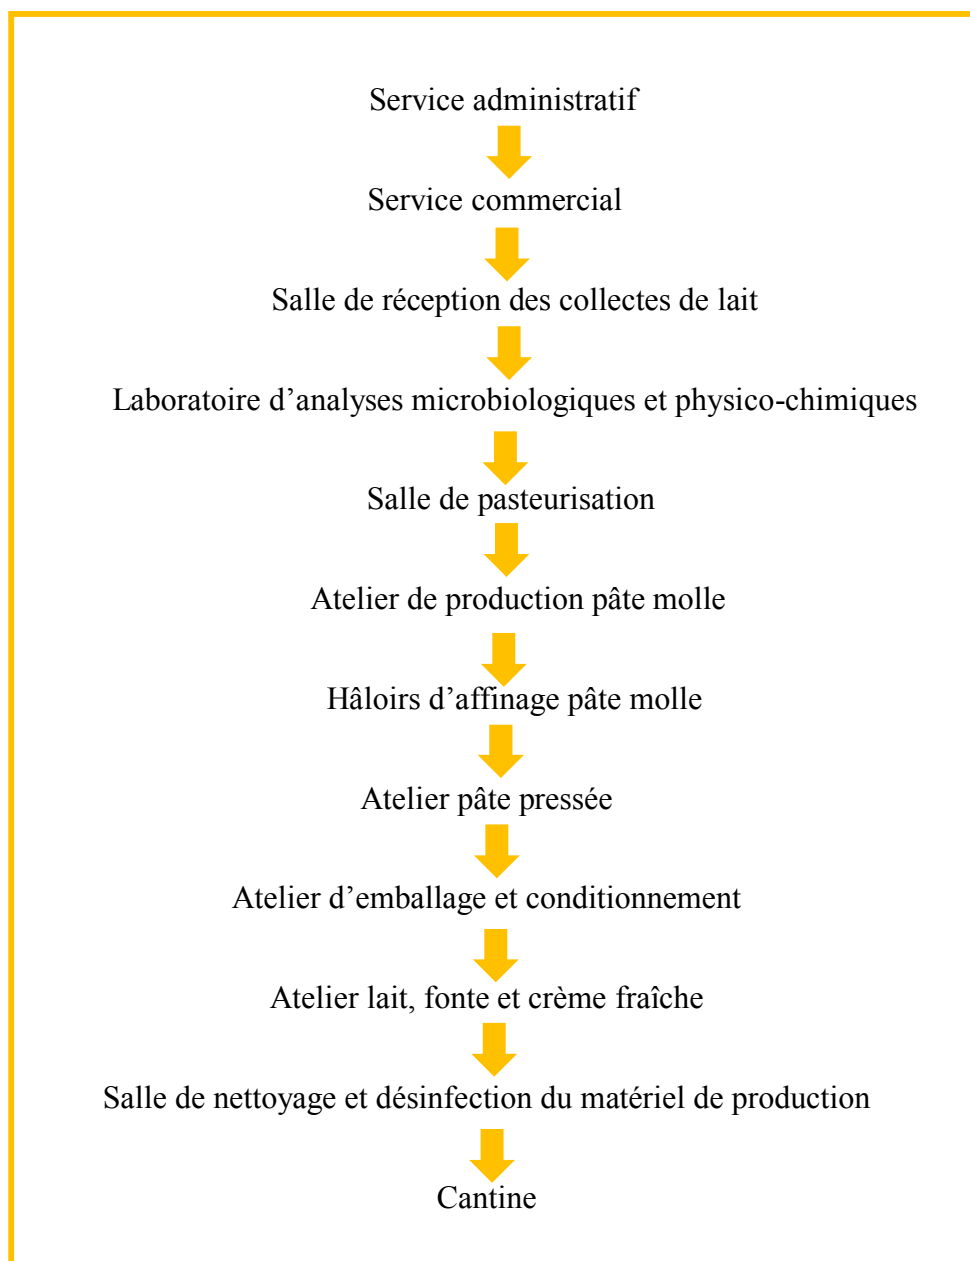 Service administratif
Service commercial
Salle de réception des collectes de lait
Laboratoire d’analyses microbiologiques et physico-chimiques
Salle de pasteurisation
Atelier de production pâte molle
Hâloirs d’affinage pâte molle
Atelier pâte pressée
Atelier d’emballage et conditionnement
Atelier lait, fonte et crème fraîche
Salle de nettoyage et désinfection du matériel de production
Cantine